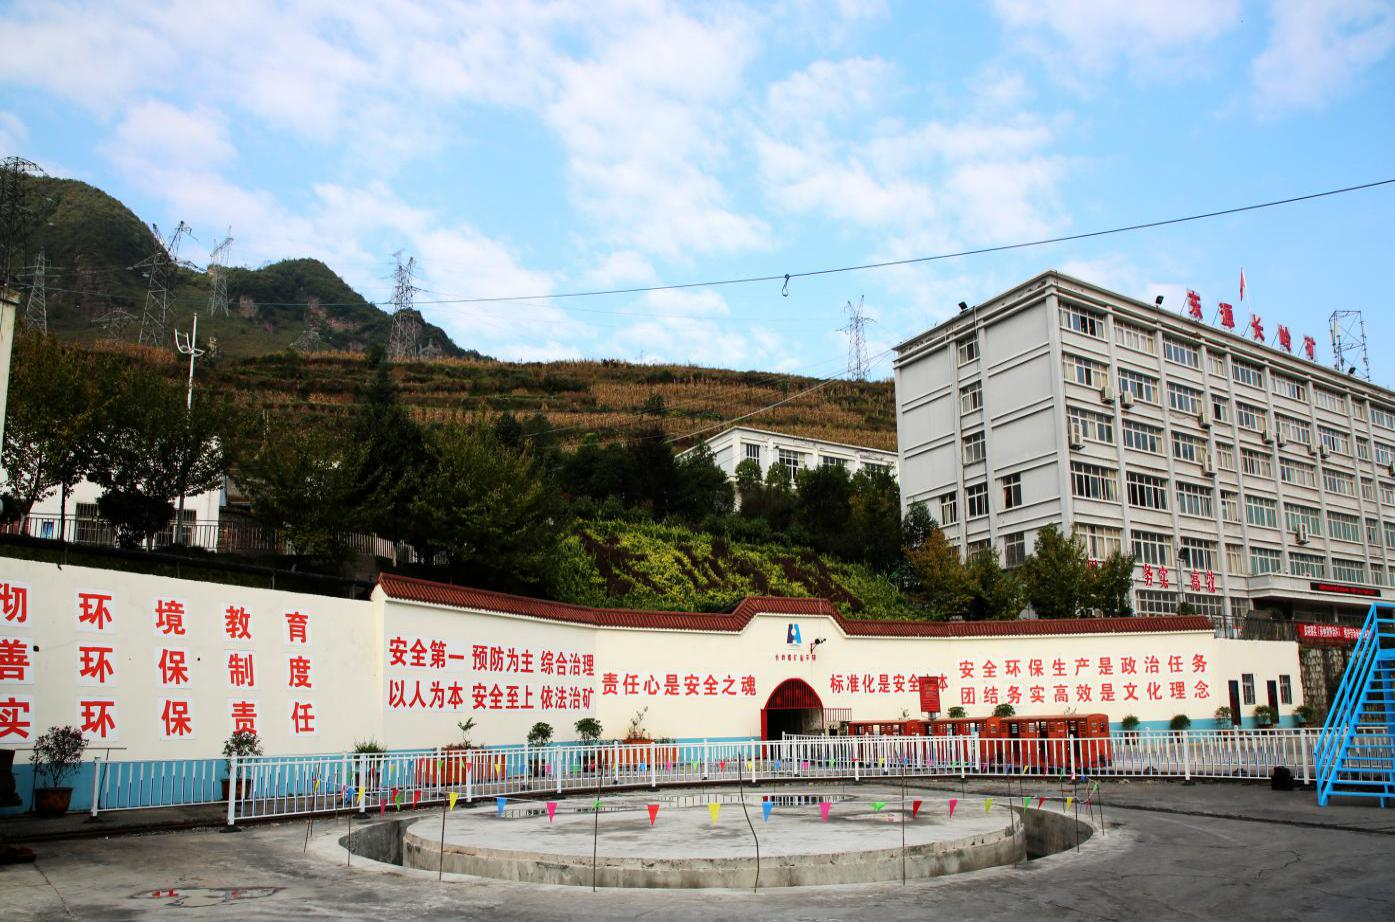 东源长岭矿
务实 高效
彻 环 境 教 育
善 环 保 制 度
实 环 保 责 任
安全第一 预防为主 综合治理
以人为本 安全至上 依法治矿
责任心是安全之魂
标准化是安全 本
安全环保生产是政治任务
团结务实高效是文化理念